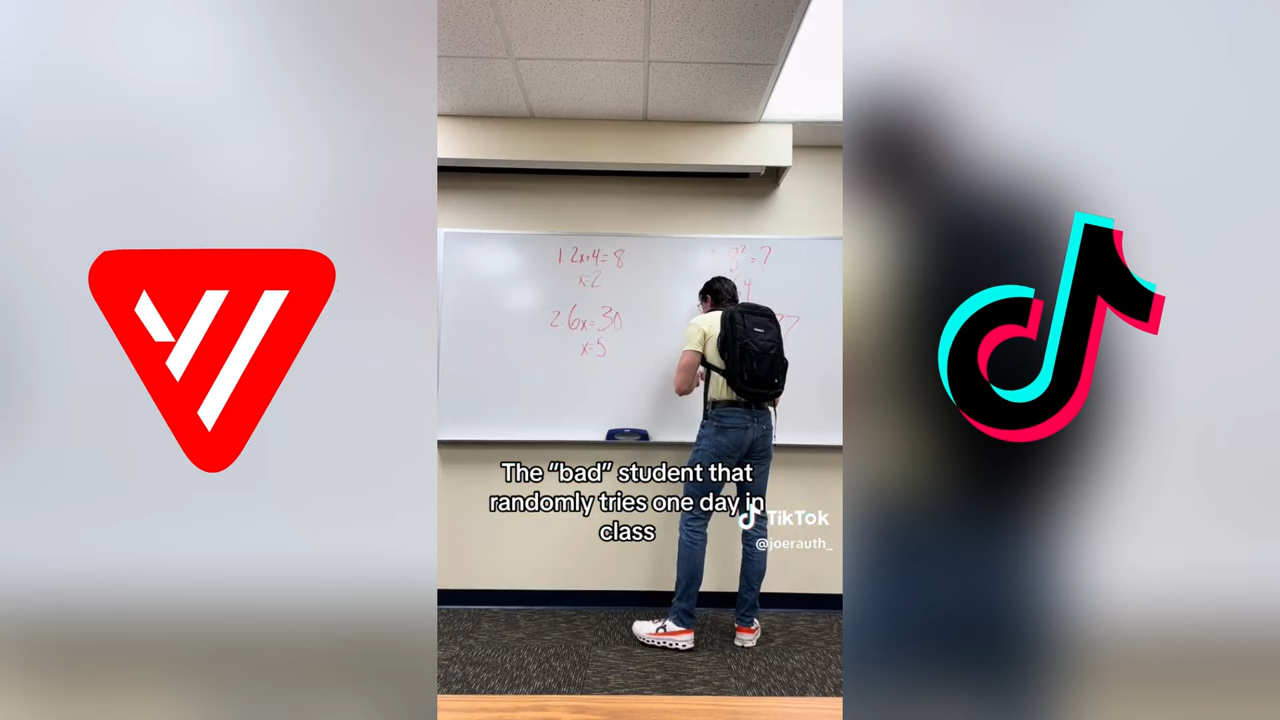 1. 2x+4=8
x=2
2. 6x=30
x=5
8²=?
The “bad” student that
randomly tries one day in
class
TikTok
@joerauth_